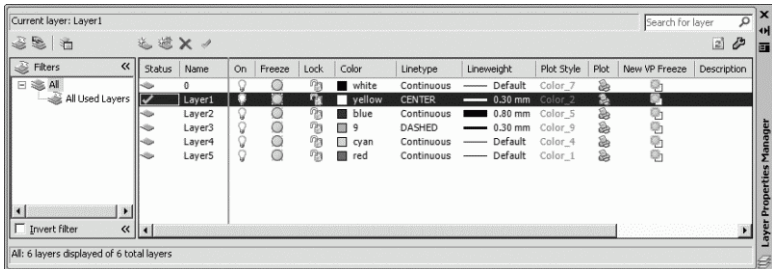 Current layer: Layer1
Search for layer
Filters
Status Name On Freeze Lock Color Linetype Lineweight Plot Style Plot New VP Freeze Description
All
All Used Layers
0 white Continuous Default Color_7
Layer1 yellow CENTER 0.30 mm Color_2
Layer2 blue Continuous 0.80 mm Color_5
Layer3 9 DASHED 0.30 mm Color_9
Layer4 cyan Continuous Default Color_4
Layer5 red Continuous Default Color_1
Invert filter
All: 6 layers displayed of 6 total layers
Layer Properties Manager